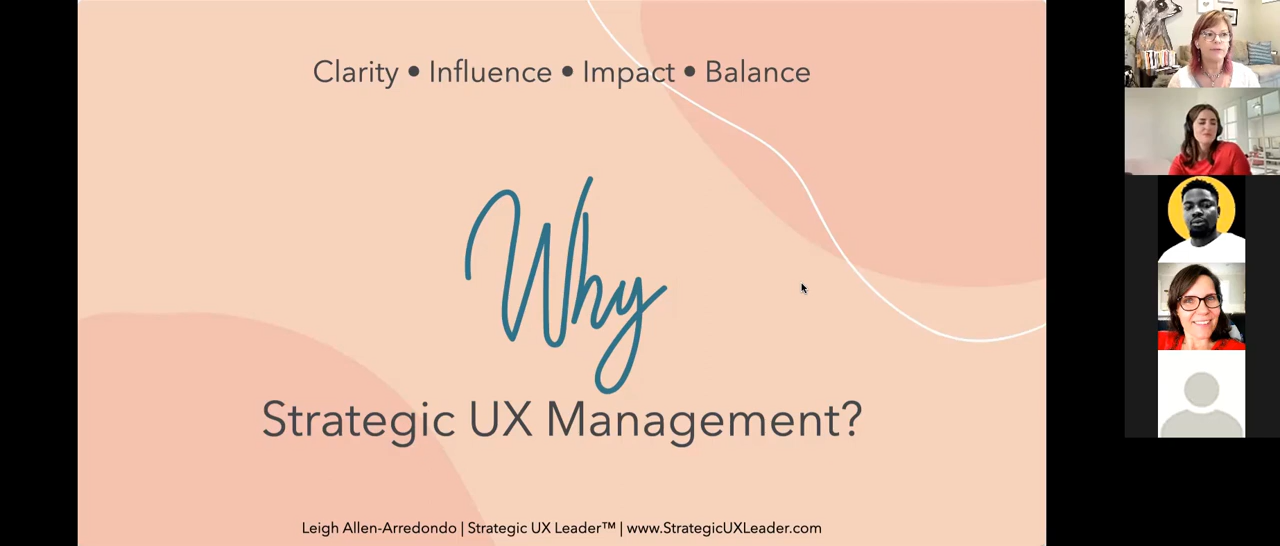 Clarity • Influence • Impact • Balance
Why
Strategic UX Management?
Leigh Allen-Arredondo | Strategic UX Leader™ | www.StrategicUXLeader.com